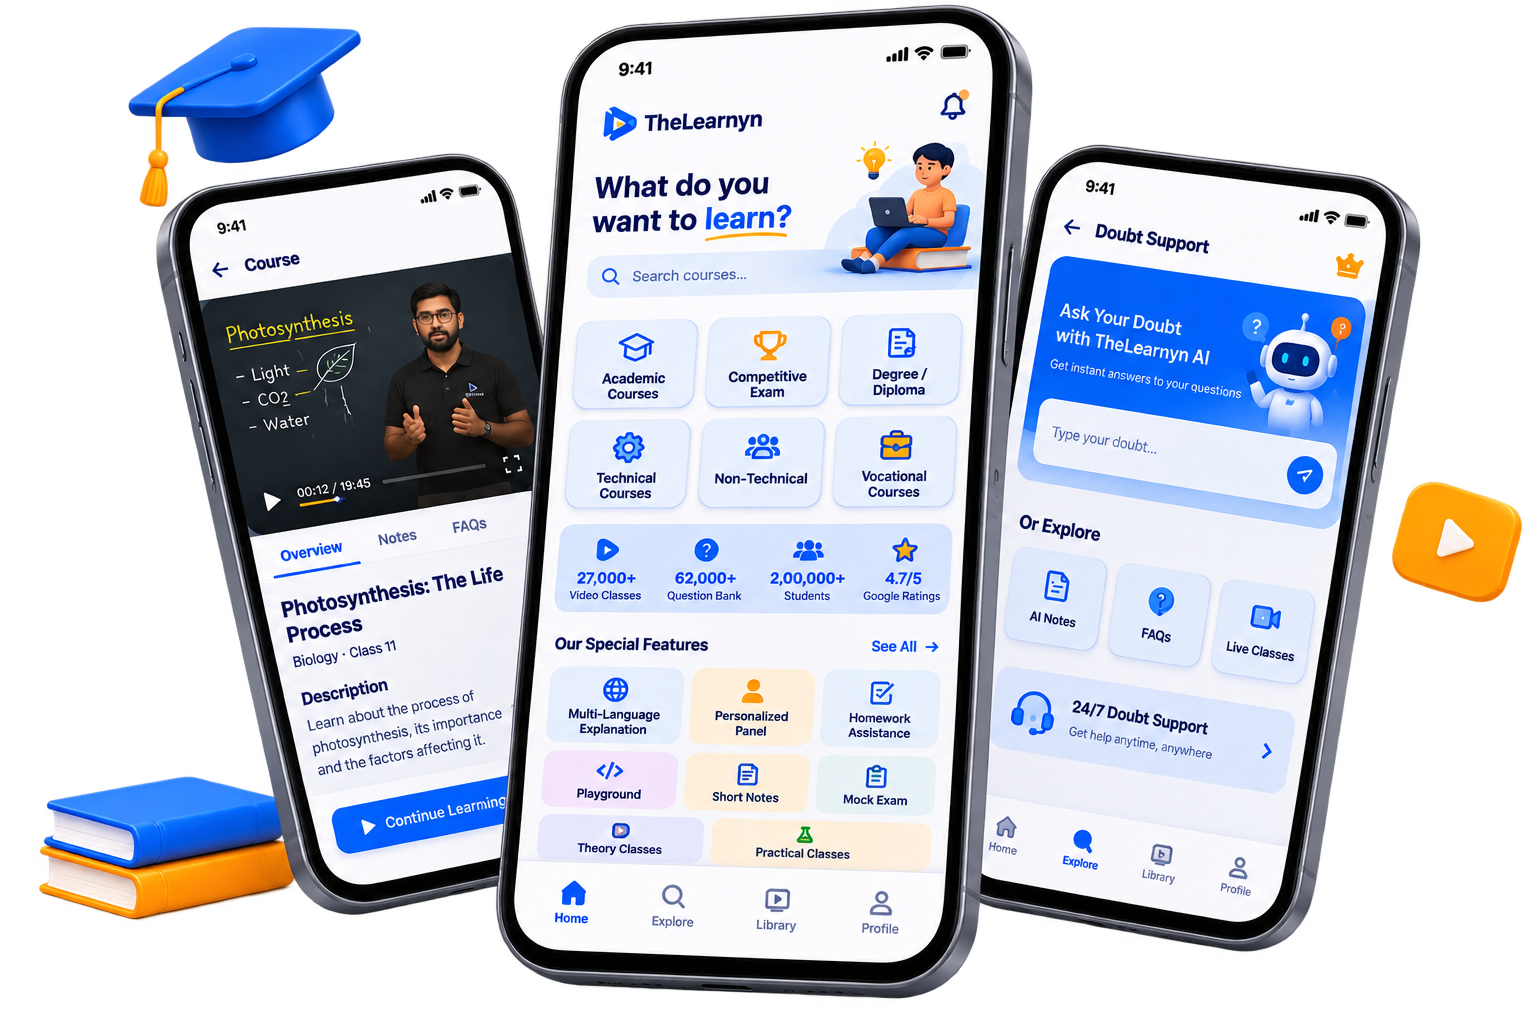 9:41
Course
Photosynthesis
- Light
- CO2
- Water
00:12 / 19:45
Overview
Notes
FAQs
Photosynthesis: The Life
Process
Biology · Class 11
Description
Learn about the process of
photosynthesis, its importance
and the factors affecting it.
Continue Learning
9:41
TheLearnyn
What do you
want to learn?
Search courses...
Academic
Courses
Competitive
Exam
Degree /
Diploma
Technical
Courses
Non-Technical
Vocational
Courses
27,000+
Video Classes
62,000+
Question Bank
2,00,000+
Students
4.7/5
Google Ratings
Our Special Features
See All
Multi-Language
Explanation
Personalized
Panel
Homework
Assistance
Playground
Short Notes
Mock Exam
Theory Classes
Practical Classes
Home
Explore
Library
Profile
9:41
Doubt Support
Ask Your Doubt
with TheLearnyn AI
Get instant answers to your questions
Type your doubt...
Or Explore
AI Notes
FAQs
Live Classes
24/7 Doubt Support
Get help anytime, anywhere
Home
Explore
Library
Profile